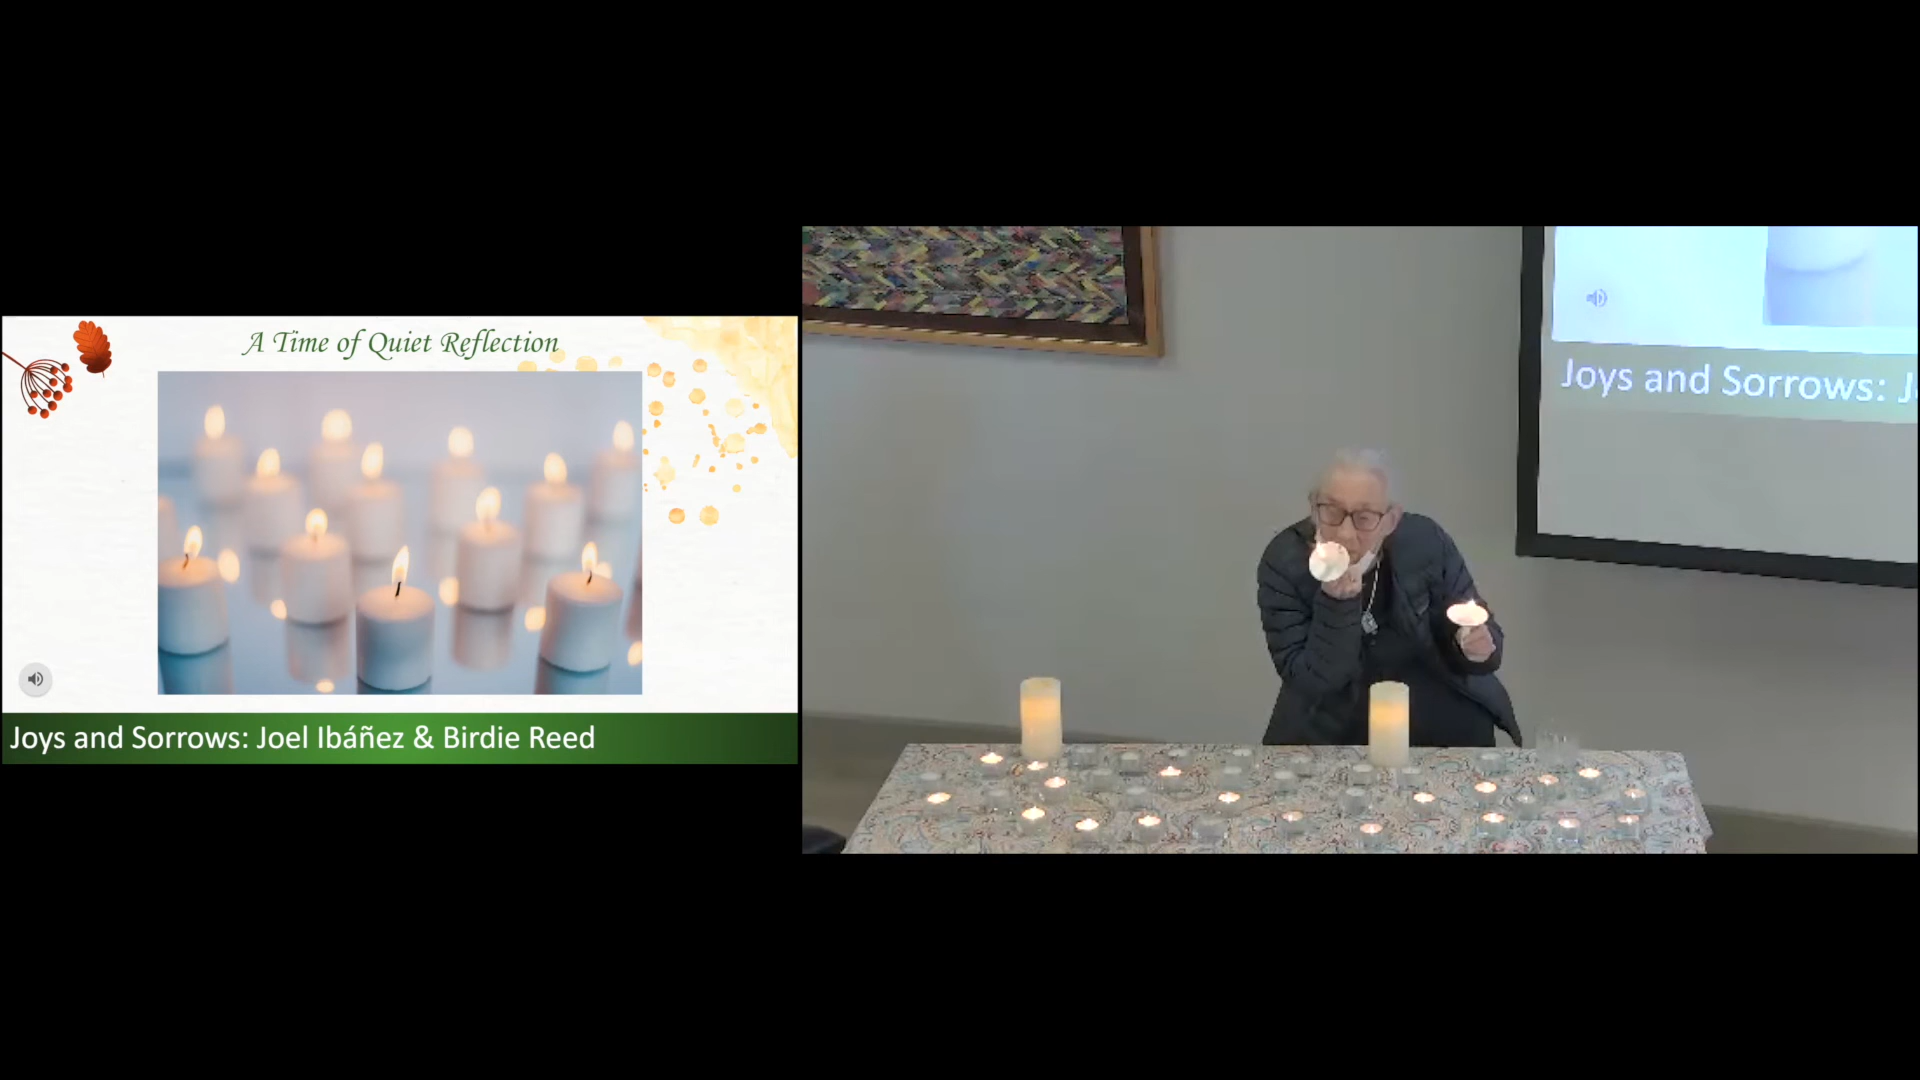 A Time of Quiet Reflection
Joys and Sorrows: Joel Ibáñez & Birdie Reed
Joys and Sorrows: J